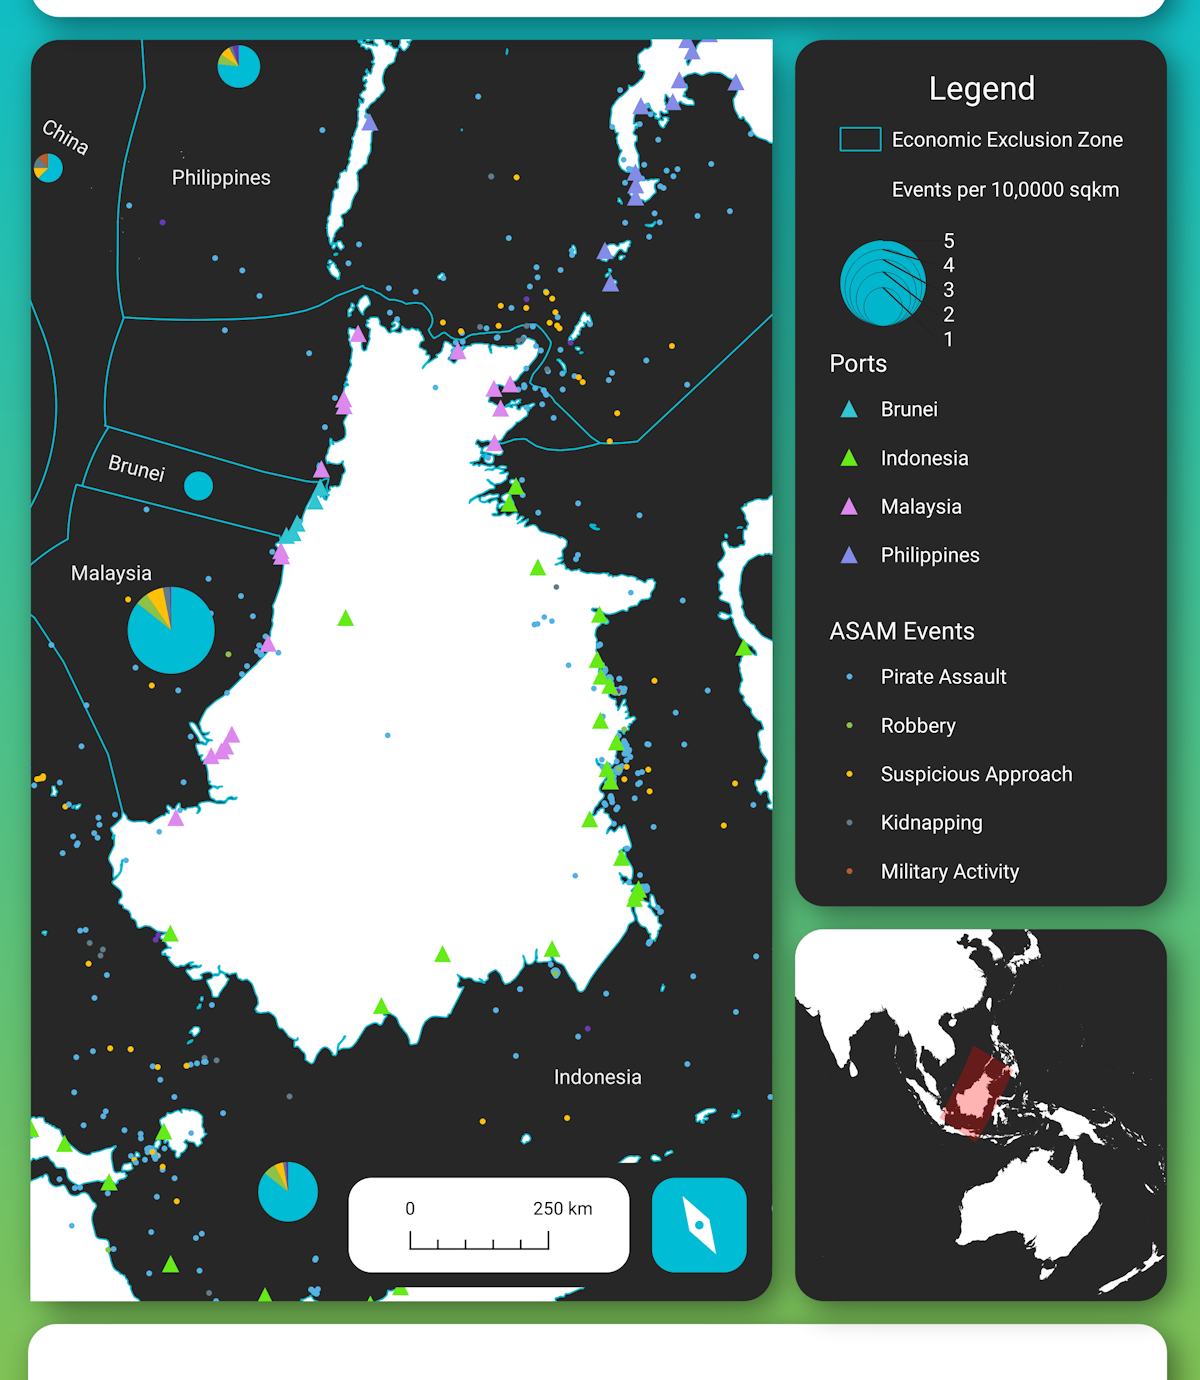 China
Philippines
Brunei
Malaysia
Indonesia
0 250 km
Legend
Economic Exclusion Zone
Events per 10,0000 sqkm
5
4
3
2
1
Ports
Brunei
Indonesia
Malaysia
Philippines
ASAM Events
Pirate Assault
Robbery
Suspicious Approach
Kidnapping
Military Activity